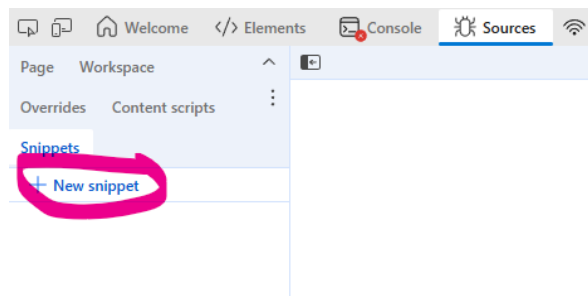 Welcome </> Elements Console Sources
Page Workspace
Overrides Content scripts
Snippets
+ New snippet